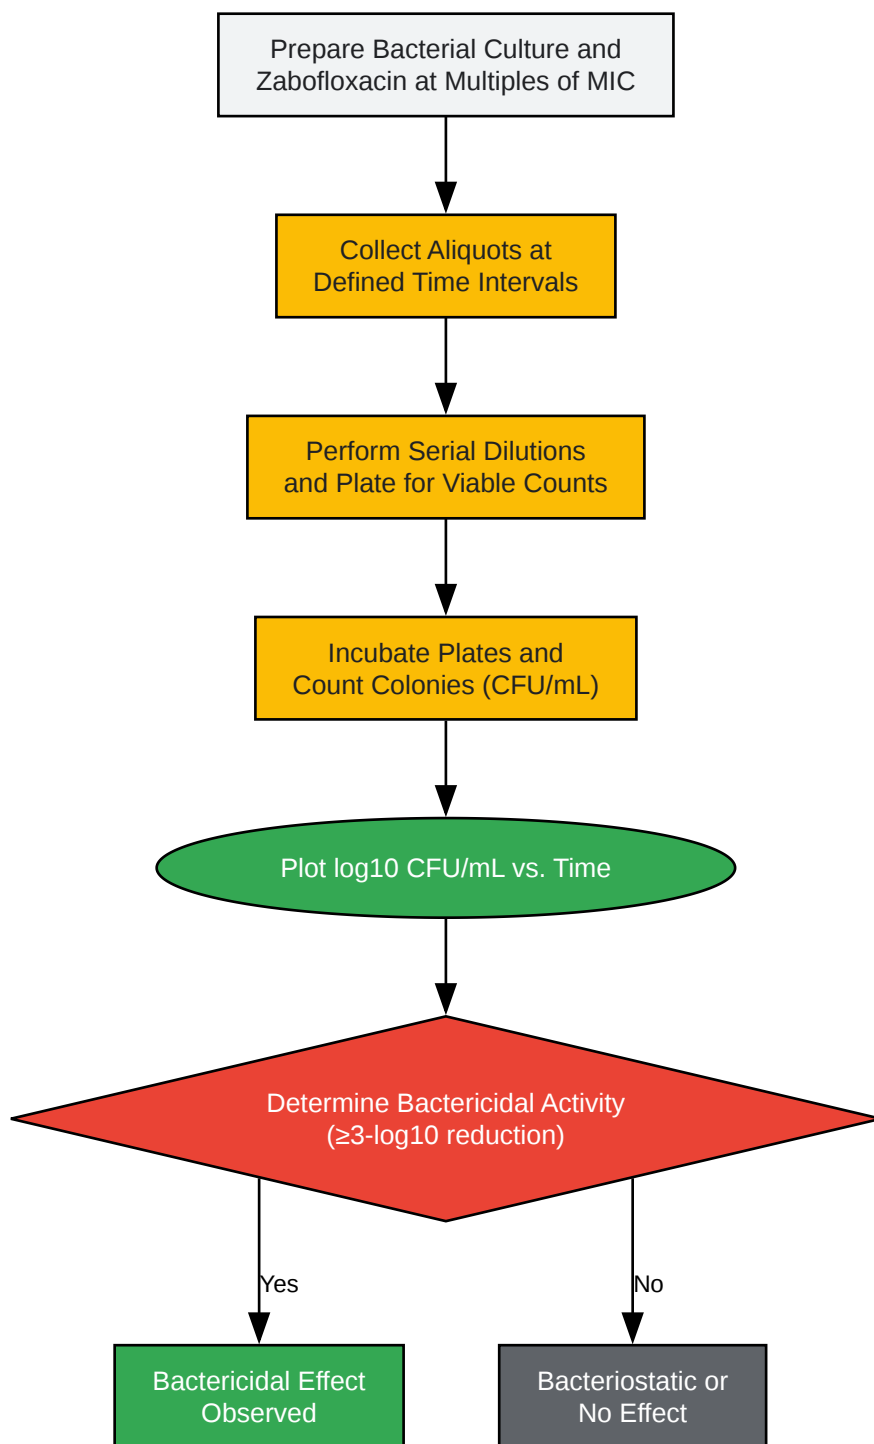 Prepare Bacterial Culture and
Zabofloxacin at Multiples of MIC
Collect Aliquots at
Defined Time Intervals
Perform Serial Dilutions
and Plate for Viable Counts
Incubate Plates and
Count Colonies (CFU/mL)
Plot log10 CFU/mL vs. Time
Determine Bactericidal Activity
(≥3-log10 reduction)
Yes
No
Bactericidal Effect
Observed
Bacteriostatic or
No Effect